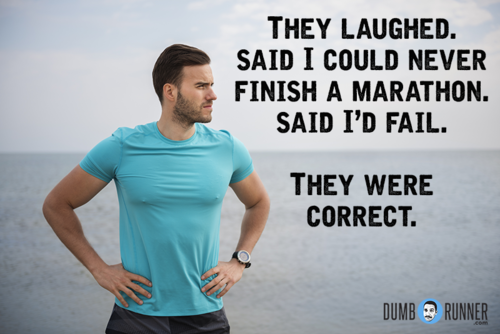 THEY LAUGHED.
SAID I COULD NEVER
FINISH A MARATHON.
SAID I'D FAIL.
THEY WERE
CORRECT.
DUMB RUNNER